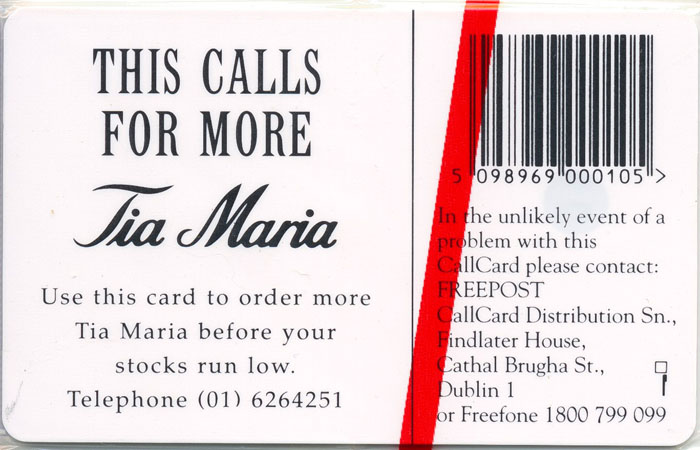 THIS CALLS
FOR MORE
Tia Maria
Use this card to order more
Tia Maria before your
stocks run low.
Telephone (01) 6264251
5 098969 000105 >
In the unlikely event of a
problem with this
CallCard please contact:
FREEPOST
CallCard Distribution Sn.,
Findlater House,
Cathal Brugha St.,
Dublin 1
or Freefone 1800 799 099